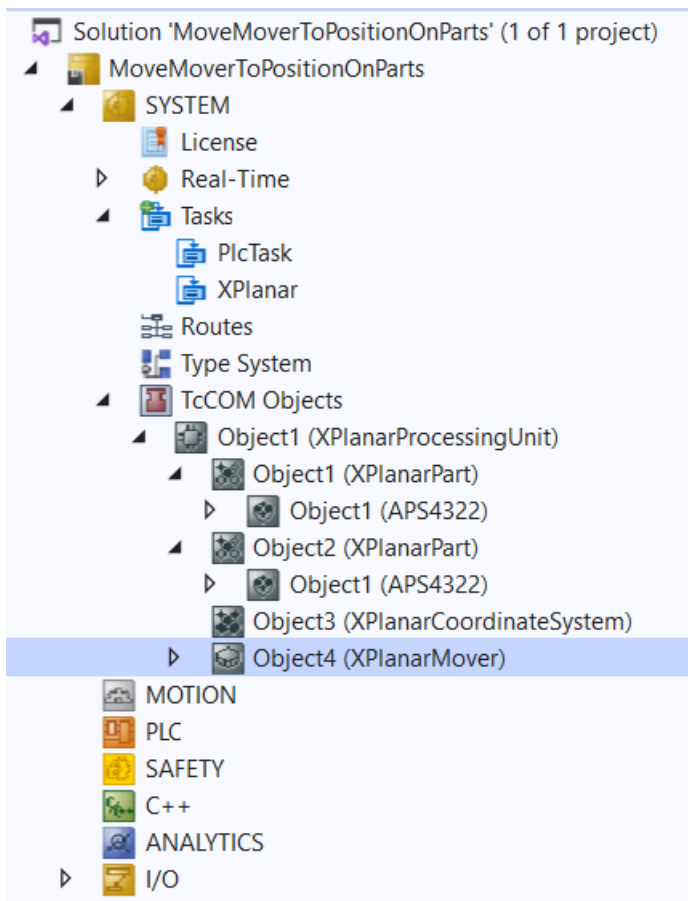 Solution 'MoveMoverToPositionOnParts' (1 of 1 project)
MoveMoverToPositionOnParts
SYSTEM
License
Real-Time
Tasks
PlcTask
XPlanar
Routes
Type System
TcCOM Objects
Object1 (XPlanarProcessingUnit)
Object1 (XPlanarPart)
Object1 (APS4322)
Object2 (XPlanarPart)
Object1 (APS4322)
Object3 (XPlanarCoordinateSystem)
Object4 (XPlanarMover)
MOTION
PLC
SAFETY
C++
ANALYTICS
I/O